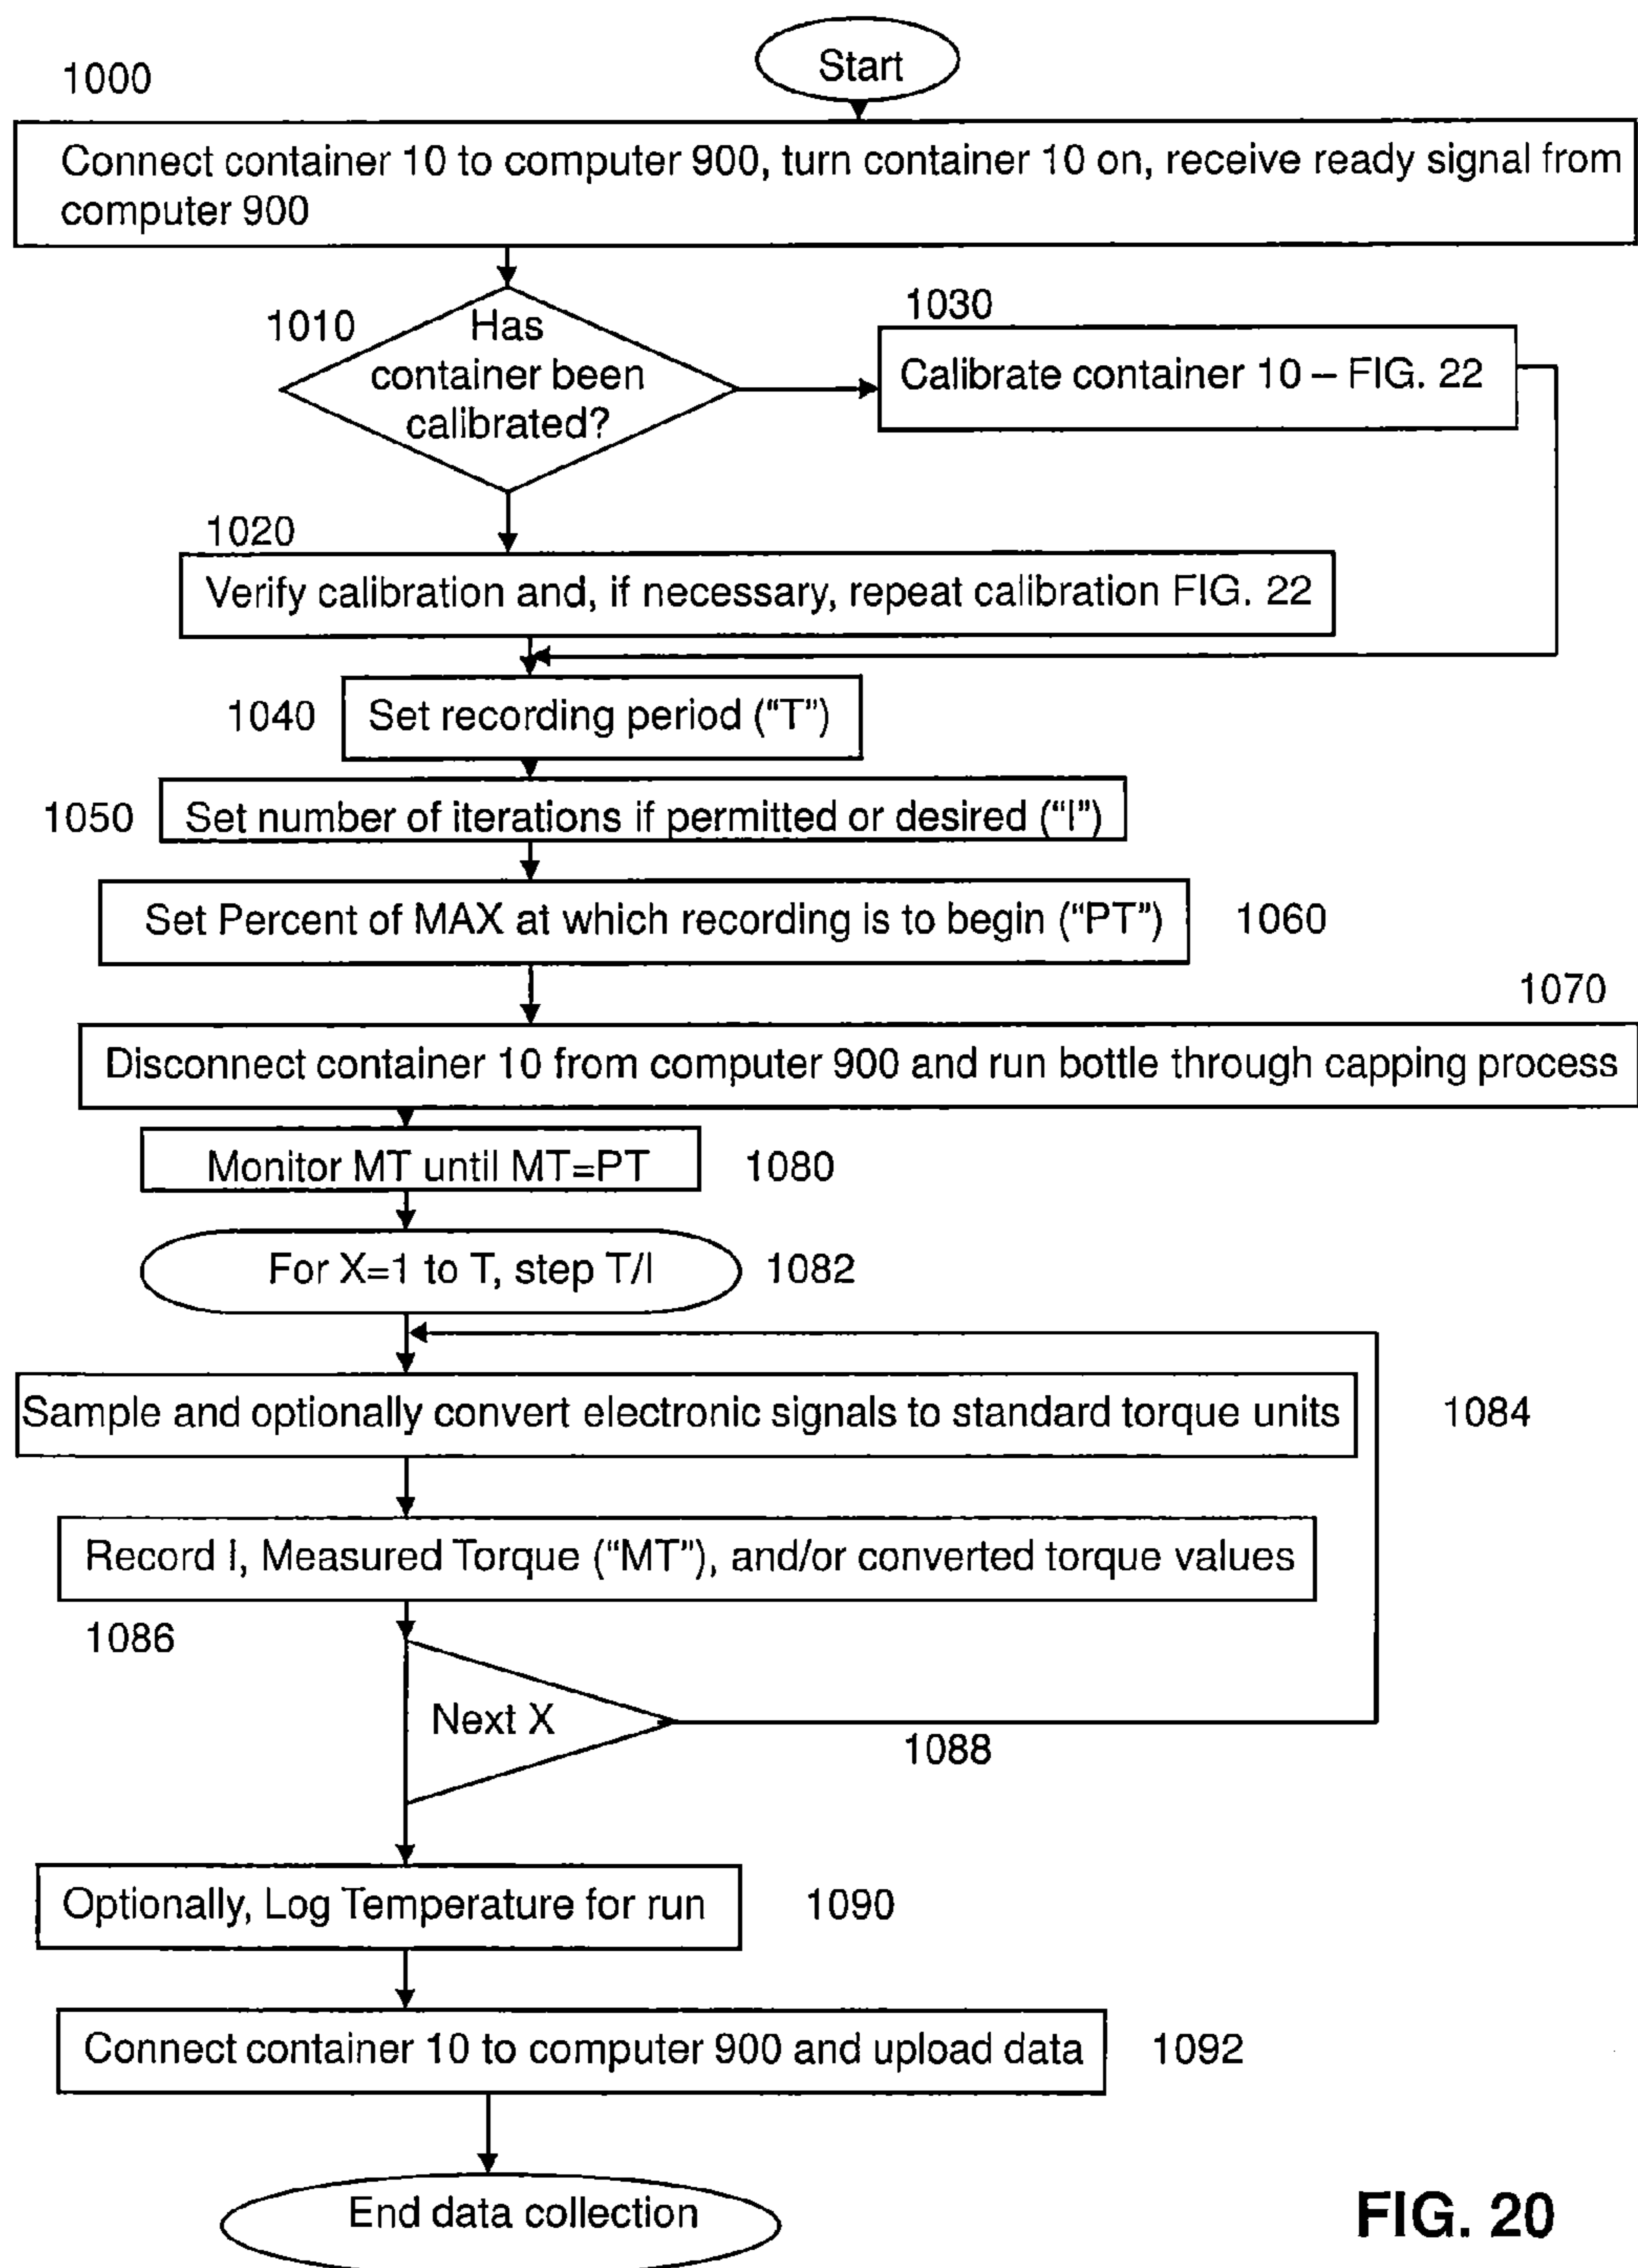 Start
1000
Connect container 10 to computer 900, turn container 10 on, receive ready signal from
computer 900
1010
Has
container been
calibrated?
1030
Calibrate container 10 – FIG. 22
1020
Verify calibration and, if necessary, repeat calibration FIG. 22
1040
Set recording period (“T”)
1050
Set number of iterations if permitted or desired (“I”)
Set Percent of MAX at which recording is to begin (“PT”)
1060
1070
Disconnect container 10 from computer 900 and run bottle through capping process
Monitor MT until MT=PT
1080
For X=1 to T, step T/I
1082
Sample and optionally convert electronic signals to standard torque units
1084
Record I, Measured Torque (“MT”), and/or converted torque values
1086
Next X
1088
Optionally, Log Temperature for run
1090
Connect container 10 to computer 900 and upload data
1092
End data collection
FIG. 20